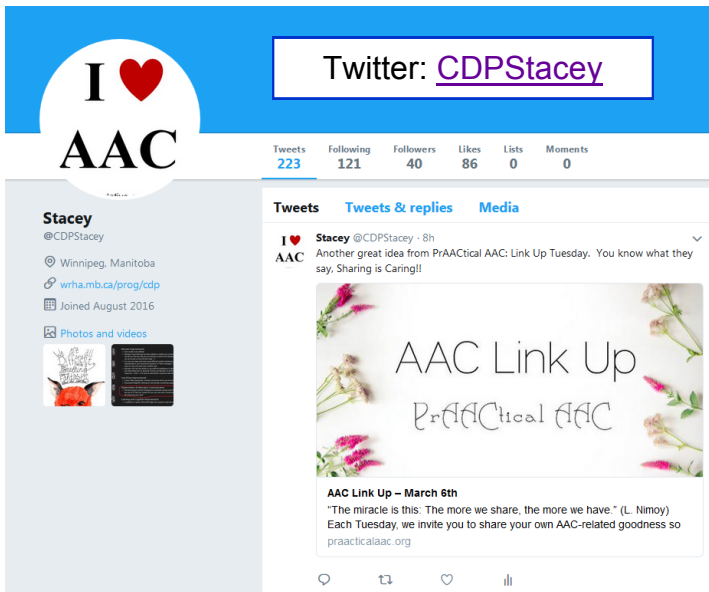 Twitter: CDPStacey
I ♥
AAC
Tweets Following Followers Likes Lists Moments
223 121 40 86 0 0
Stacey
@CDPStacey
Winnipeg, Manitoba
wrha.mb.ca/prog/cdp
Joined August 2016
Photos and videos
Tweets Tweets & replies Media
I ♥
AAC
Stacey @CDPStacey · 8h
Another great idea from PrAACtical AAC: Link Up Tuesday. You know what they
say, Sharing is Caring!!
AAC Link Up
PrAACtical AAC
AAC Link Up – March 6th
"The miracle is this: The more we share, the more we have." (L. Nimoy)
Each Tuesday, we invite you to share your own AAC-related goodness so
praacticalaac.org